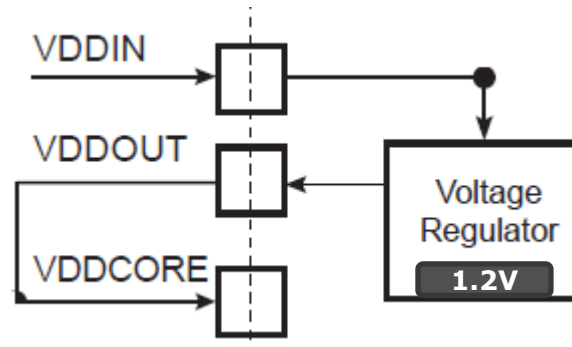 VDDIN
VDDOUT
VDDCORE
Voltage
Regulator
1.2V